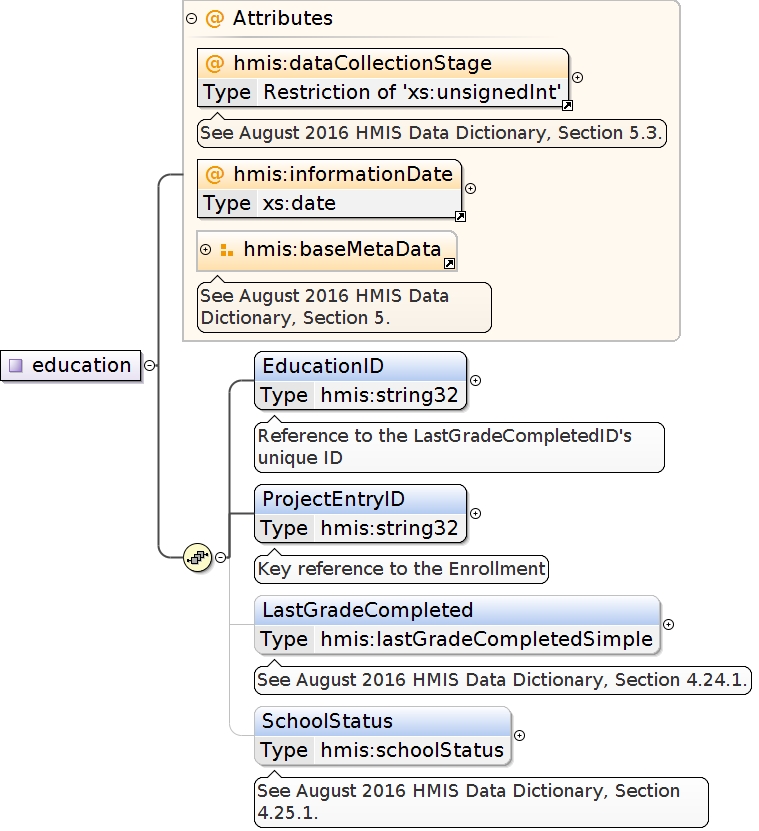 Attributes
@ hmis:dataCollectionStage
Type Restriction of 'xs:unsignedInt'
See August 2016 HMIS Data Dictionary, Section 5.3.
@ hmis:informationDate
Type xs:date
hmis:baseMetaData
See August 2016 HMIS Data
Dictionary, Section 5.
education
EducationID
Type hmis:string32
Reference to the LastGradeCompletedID's
unique ID
ProjectEntryID
Type hmis:string32
Key reference to the Enrollment
LastGradeCompleted
Type hmis:lastGradeCompletedSimple
See August 2016 HMIS Data Dictionary, Section 4.24.1.
SchoolStatus
Type hmis:schoolStatus
See August 2016 HMIS Data Dictionary, Section
4.25.1.